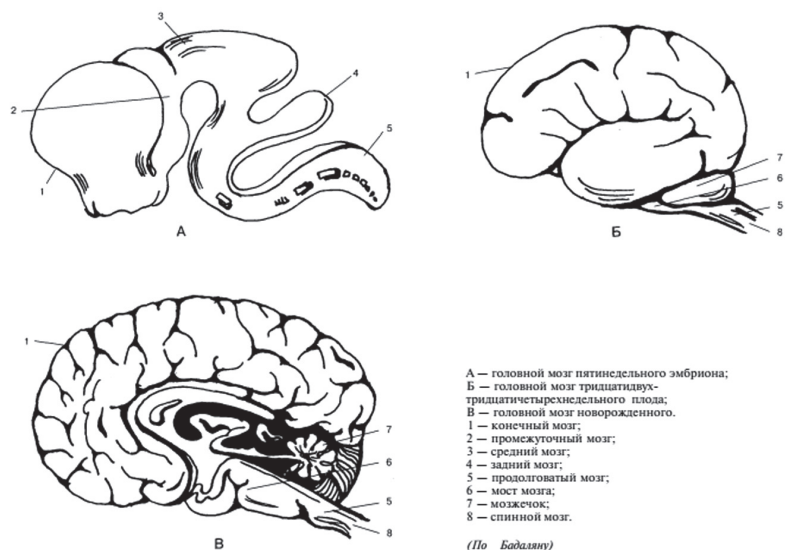 3
4
2
5
1
А
1
7
6
5
8
Б
1
7
6
5
8
В
А — головной мозг пятинедельного эмбриона;
Б — головной мозг тридцатидвух-
тридцатичетырехнедельного плода;
В — головной мозг новорожденного.
1 — конечный мозг;
2 — промежуточный мозг;
3 — средний мозг;
4 — задний мозг;
5 — продолговатый мозг;
6 — мост мозга;
7 — мозжечок;
8 — спинной мозг.
(По Бадаляну)